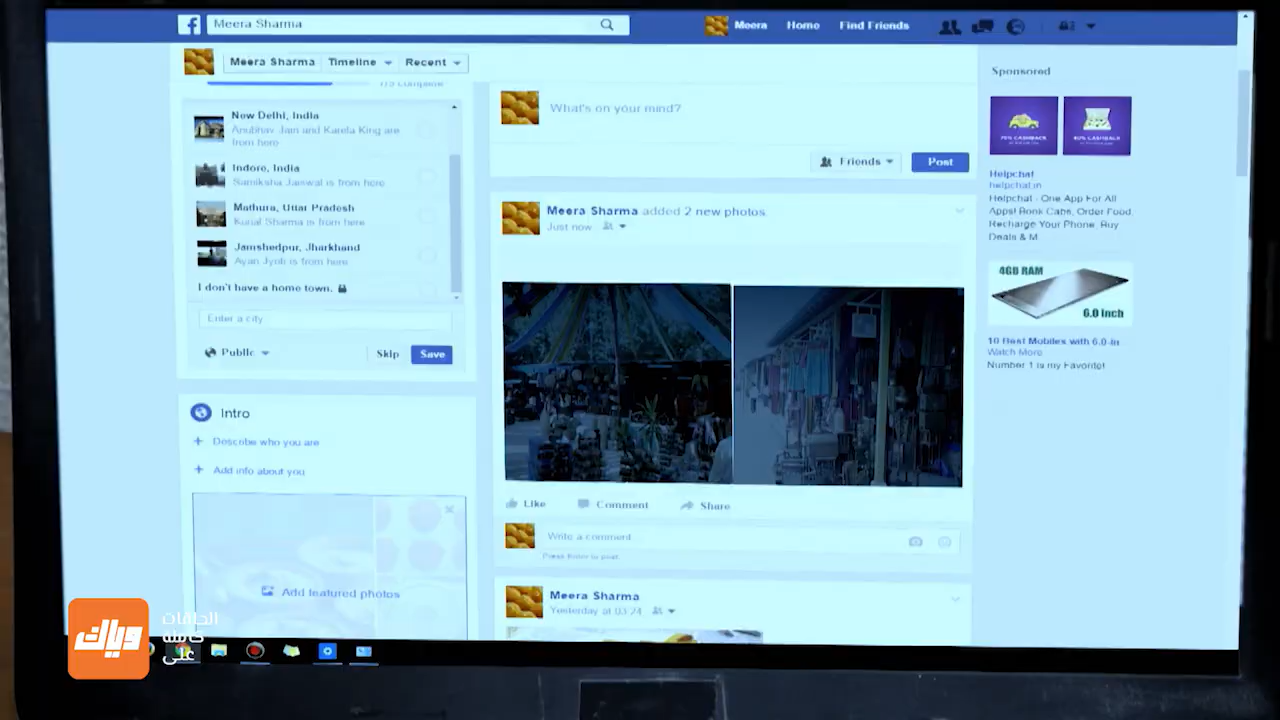 Meera Sharma
Meera Home Find Friends
Meera Sharma Timeline Recent
New Delhi, India
Anubhav Jain and Karela King are
from here
Indore, India
Samiksha Jaswal is from here
Mathura, Uttar Pradesh
Kunal Sharma is from here
Jamshedpur, Jharkhand
Ayan Jyoti is from here
I don't have a home town.
Enter a city
Public Skip Save
Intro
Describe who you are
Add info about you
Add featured photos
What's on your mind?
Friends Post
Meera Sharma added 2 new photos.
Just now
Like Comment Share
Write a comment
Press Enter to post.
Meera Sharma
Yesterday at 03:24
Sponsored
70% CASHBACK
Helpchat
helpchat.in
Helpchat - One App For All
Apps! Book Cabs, Order Food,
Recharge Your Phone, Buy
Deals & M
4GB RAM
6.0 inch
10 Best Mobiles with 6.0-in
Watch More
Number 1 is my Favorite!
وياك
الحلقات
كاملة
على